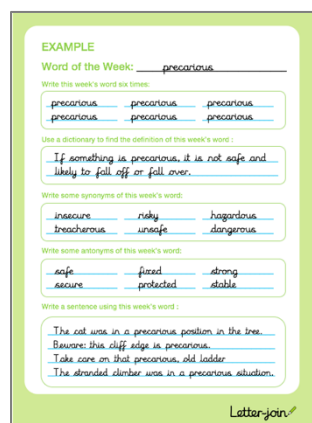 EXAMPLE
Word of the Week: precarious
Write this week's word six times:
precarious precarious precarious
precarious precarious precarious
Use a dictionary to find the definition of this week's word :
If something is precarious, it is not safe and
likely to fall off or fall over.
Write some synonyms of this week's word:
insecure risky hazardous
treacherous unsafe dangerous
Write some antonyms of this week's word:
safe fixed strong
secure protected stable
Write a sentence using this week's word :
The cat was in a precarious position in the tree.
Beware: this cliff edge is precarious.
Take care on that precarious, old ladder
The stranded climber was in a precarious situation.
Letter-join